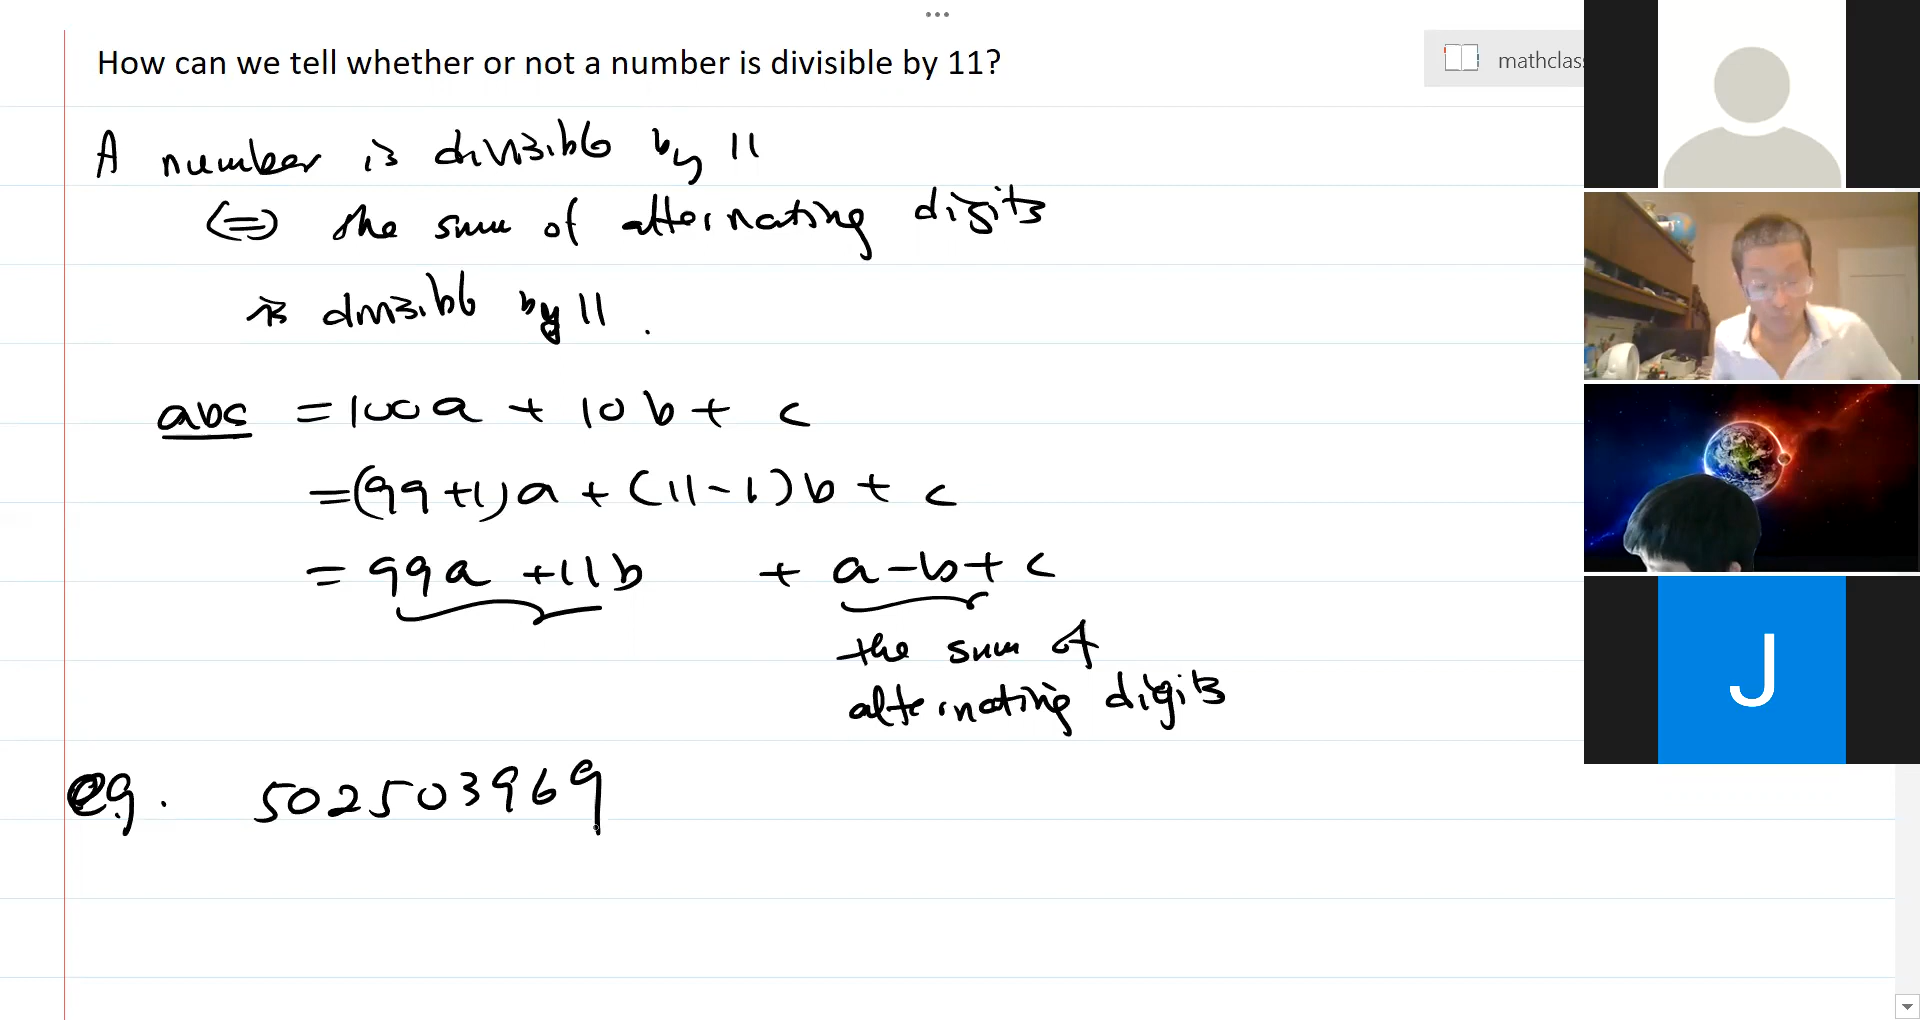 How can we tell whether or not a number is divisible by 11?
mathclas
A number is divisible by 11
(=) the sum of alternating digits
is divisible by 11.
abc = 100a + 10b + c
= (99+1)a + (11-1)b + c
= 99a + 11b + a-b+c
the sum of
alternating digits
eg. 502503969
J